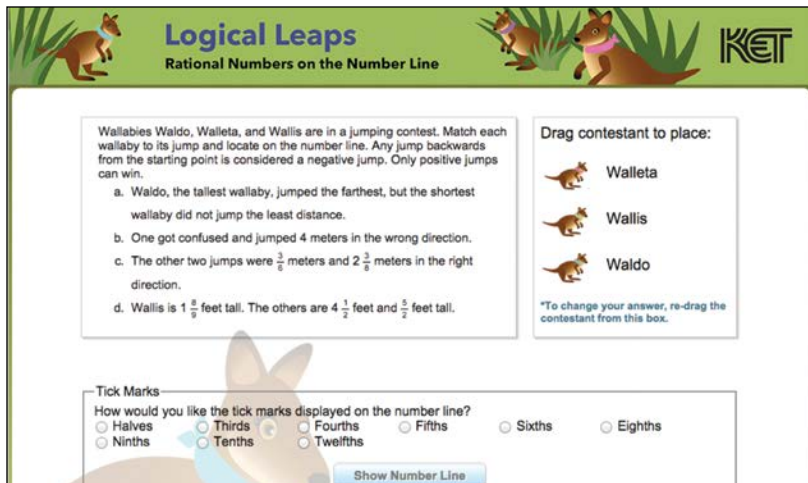 Logical Leaps
Rational Numbers on the Number Line
KET
Wallabies Waldo, Walleta, and Wallis are in a jumping contest. Match each
wallaby to its jump and locate on the number line. Any jump backwards
from the starting point is considered a negative jump. Only positive jumps
can win.
a. Waldo, the tallest wallaby, jumped the farthest, but the shortest
wallaby did not jump the least distance.
b. One got confused and jumped 4 meters in the wrong direction.
c. The other two jumps were meters and 2 meters in the right
direction.
d. Wallis is 1 8/9 feet tall. The others are 4 1/2 feet and 5/2 feet tall.
Drag contestant to place:
Walleta
Wallis
Waldo
*To change your answer, re-drag the
contestant from this box.
Tick Marks
How would you like the tick marks displayed on the number line?
Halves Thirds Fourths Fifths Sixths Eighths
Ninths Tenths Twelfths
Show Number Line